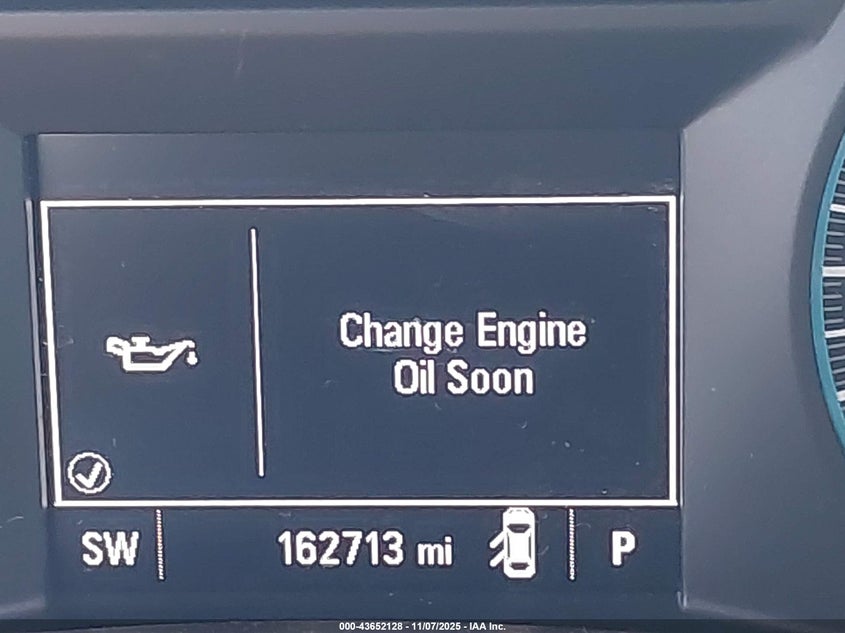 Change Engine
Oil Soon
SW 162713 mi P
000-43652128 - 11/07/2025 - IAA Inc.